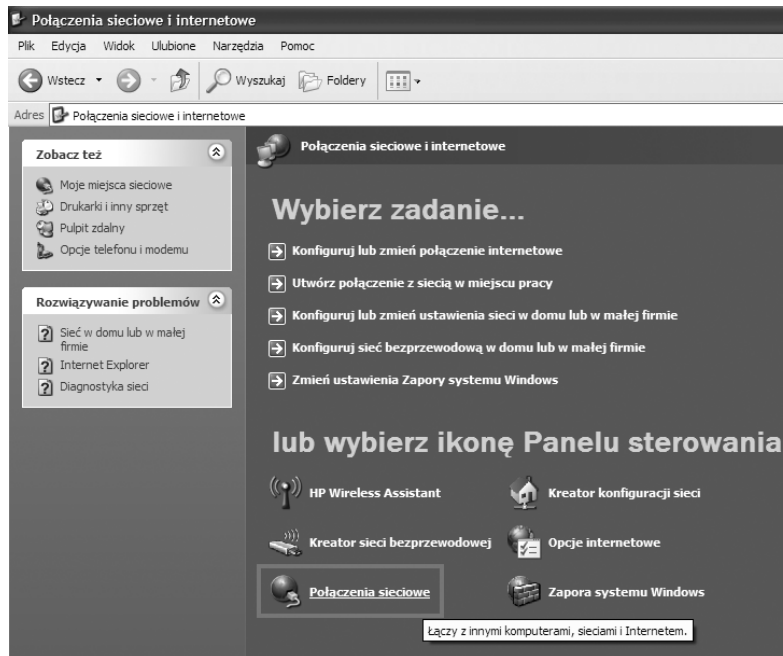 Połączenia sieciowe i internetowe
Plik Edycja Widok Ulubione Narzędzia Pomoc
Wstecz Wyszukaj Foldery
Adres Połączenia sieciowe i internetowe
Zobacz też
Moje miejsca sieciowe
Drukarki i inny sprzęt
Pulpit zdalny
Opcje telefonu i modemu
Rozwiązywanie problemów
Sieć w domu lub w małej
firmie
Internet Explorer
Diagnostyka sieci
Połączenia sieciowe i internetowe
Wybierz zadanie...
Konfiguruj lub zmień połączenie internetowe
Utwórz połączenie z siecią w miejscu pracy
Konfiguruj lub zmień ustawienia sieci w domu lub w małej firmie
Konfiguruj sieć bezprzewodową w domu lub w małej firmie
Zmień ustawienia Zapory systemu Windows
lub wybierz ikonę Panelu sterowania
HP Wireless Assistant Kreator konfiguracji sieci
Kreator sieci bezprzewodowej Opcje internetowe
Połączenia sieciowe Zapora systemu Windows
Łączy z innymi komputerami, sieciami i Internetem.